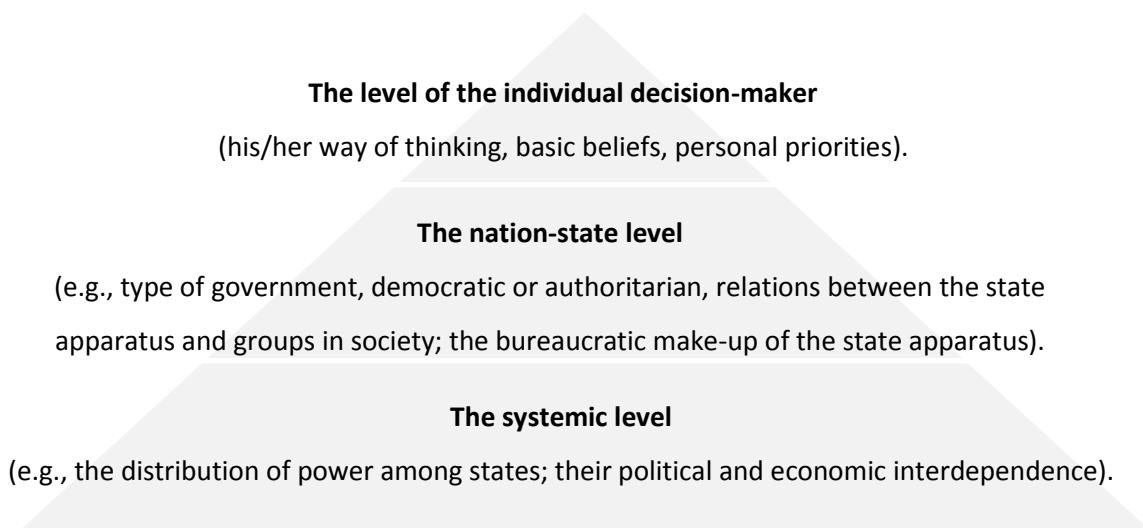 The level of the individual decision-maker
(his/her way of thinking, basic beliefs, personal priorities).
The nation-state level
(e.g., type of government, democratic or authoritarian, relations between the state
apparatus and groups in society; the bureaucratic make-up of the state apparatus).
The systemic level
(e.g., the distribution of power among states; their political and economic interdependence).